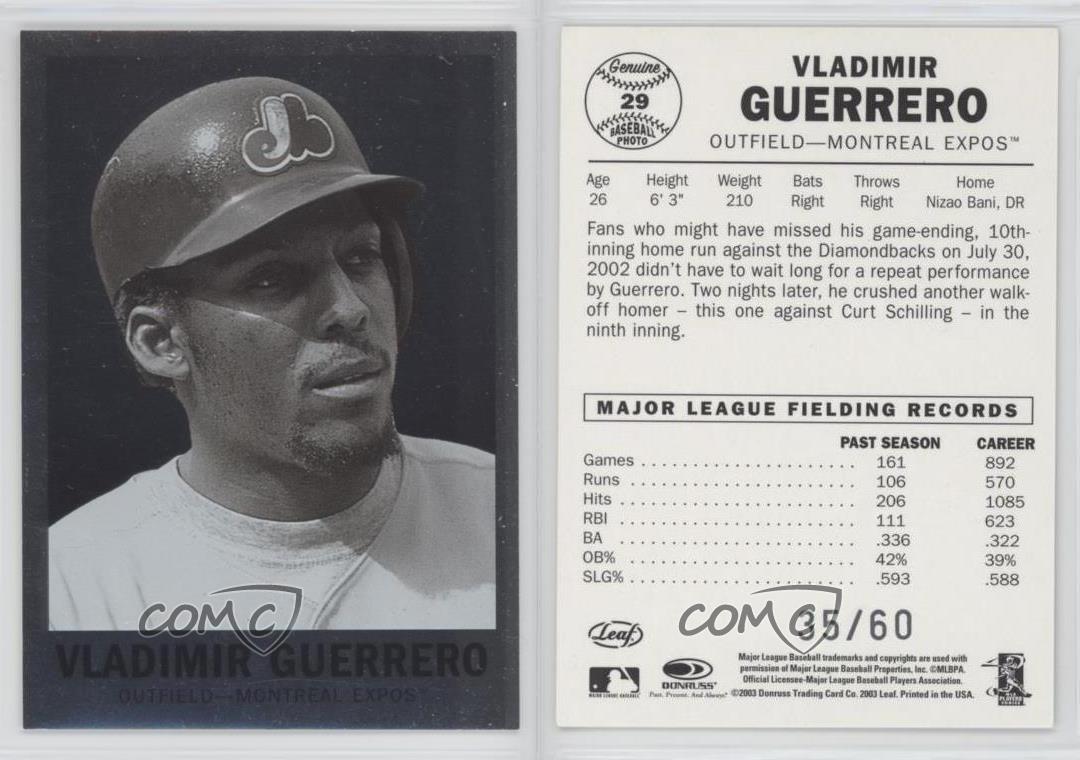 COMC
VLADIMIR GUERRERO
OUTFIELD—MONTREAL EXPOS
Genuine
29
BASEBALL
PHOTO
VLADIMIR
GUERRERO
OUTFIELD—MONTREAL EXPOS™
Age Height Weight Bats Throws Home
26 6' 3" 210 Right Right Nizao Bani, DR
Fans who might have missed his game-ending, 10th-
inning home run against the Diamondbacks on July 30,
2002 didn't have to wait long for a repeat performance
by Guerrero. Two nights later, he crushed another walk-
off homer – this one against Curt Schilling – in the
ninth inning.
MAJOR LEAGUE FIELDING RECORDS
PAST SEASON CAREER
Games 161 892
Runs 106 570
Hits 206 1085
RBI 111 623
BA .336 .322
OB% 42% 39%
SLG% .593 .588
COMC
35/60
Leaf
Major League Baseball trademarks and copyrights are used with
permission of Major League Baseball Properties, Inc. ©MLBPA.
Official Licensee-Major League Baseball Players Association.
MAJOR LEAGUE BASEBALL
DONRUSS
Past. Present. And Always.
©2003 Donruss Trading Card Co. 2003 Leaf. Printed in the USA.